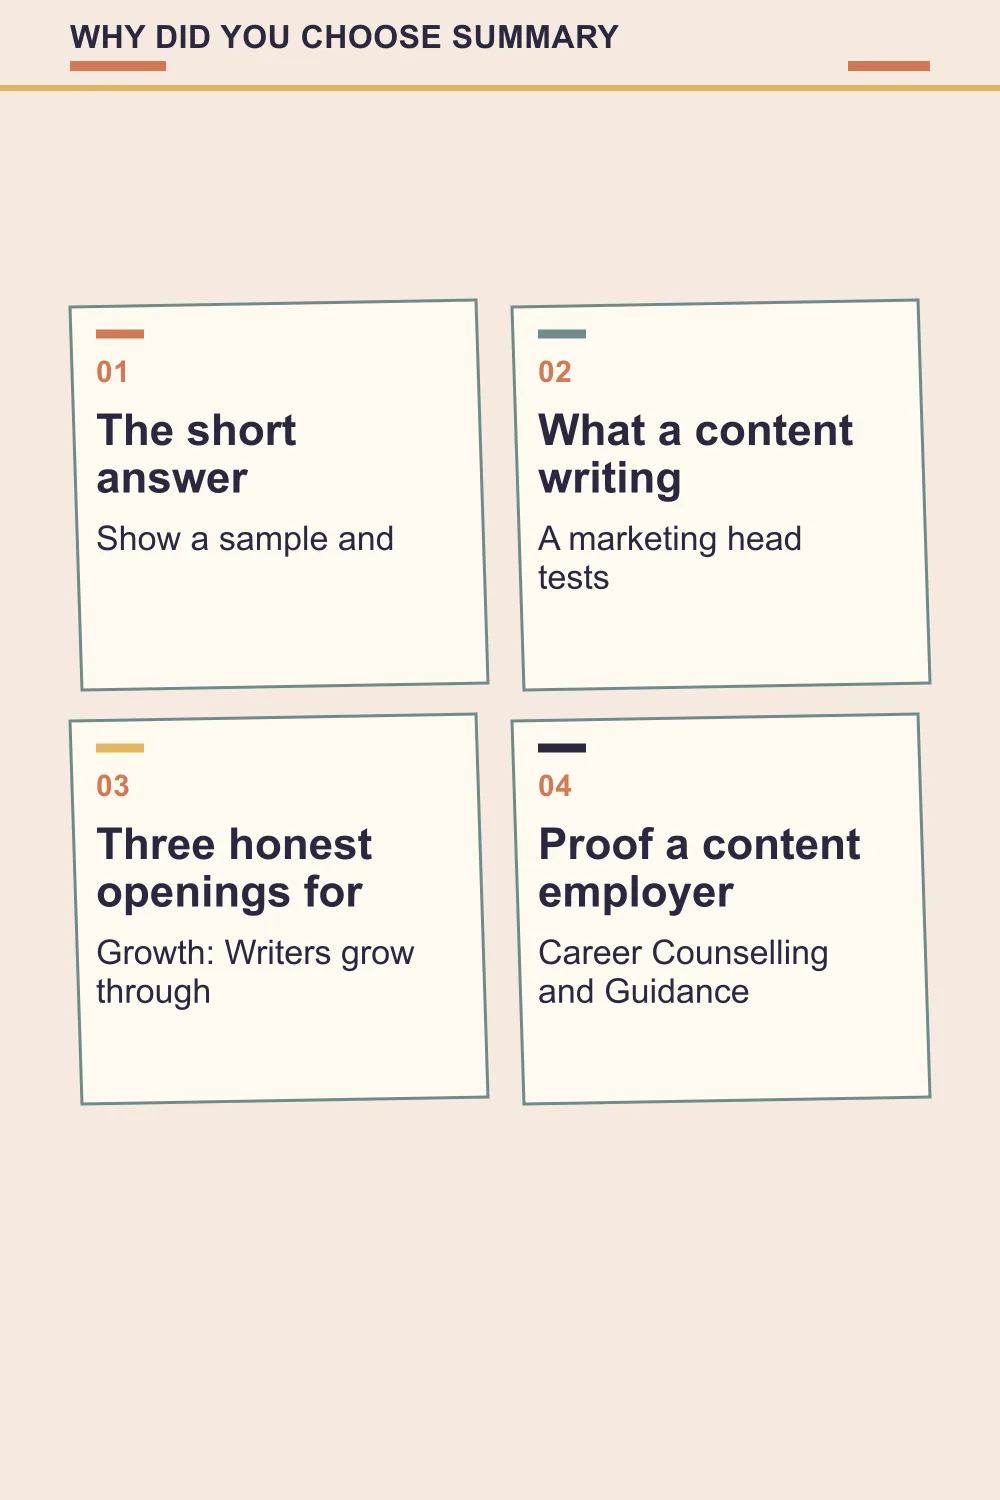 WHY DID YOU CHOOSE SUMMARY
01
The short
answer
Show a sample and
02
What a content
writing
A marketing head
tests
03
Three honest
openings for
Growth: Writers grow
through
04
Proof a content
employer
Career Counselling
and Guidance